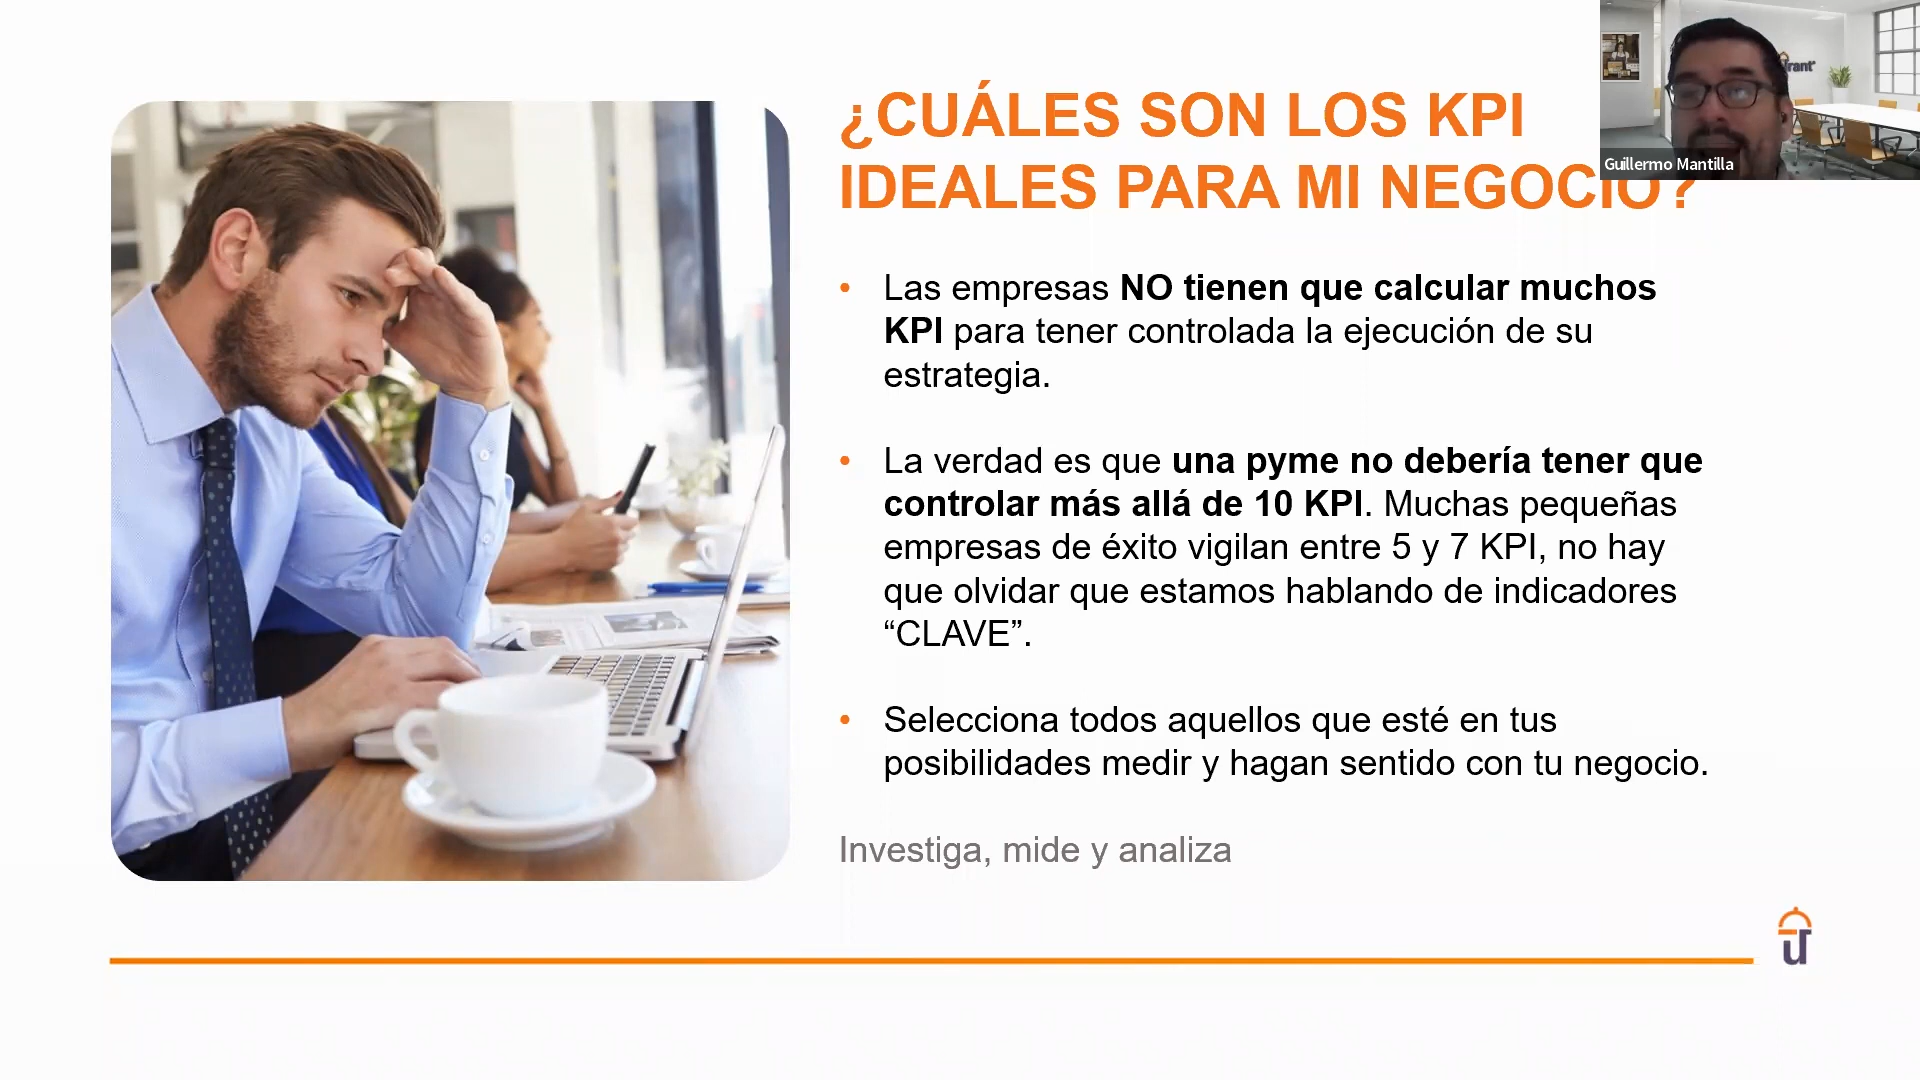 ¿CUÁLES SON LOS KPI
IDEALES PARA MI NEGOCIO?
Guillermo Mantilla
• Las empresas NO tienen que calcular muchos
KPI para tener controlada la ejecución de su
estrategia.
• La verdad es que una pyme no debería tener que
controlar más allá de 10 KPI. Muchas pequeñas
empresas de éxito vigilan entre 5 y 7 KPI, no hay
que olvidar que estamos hablando de indicadores
“CLAVE”.
• Selecciona todos aquellos que esté en tus
posibilidades medir y hagan sentido con tu negocio.
Investiga, mide y analiza